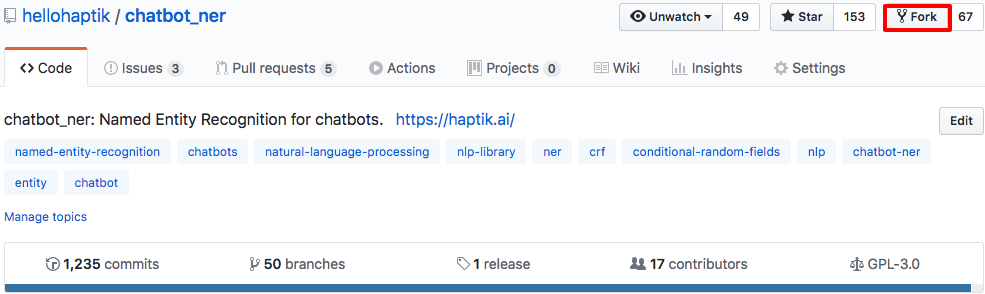 hellohaptik / chatbot_ner Unwatch 49 Star 153 Fork 67
Code Issues 3 Pull requests 5 Actions Projects 0 Wiki Insights Settings
chatbot_ner: Named Entity Recognition for chatbots. https://haptik.ai/ Edit
named-entity-recognition chatbots natural-language-processing nlp-library ner crf conditional-random-fields nlp chatbot-ner
entity chatbot
Manage topics
1,235 commits 50 branches 1 release 17 contributors GPL-3.0